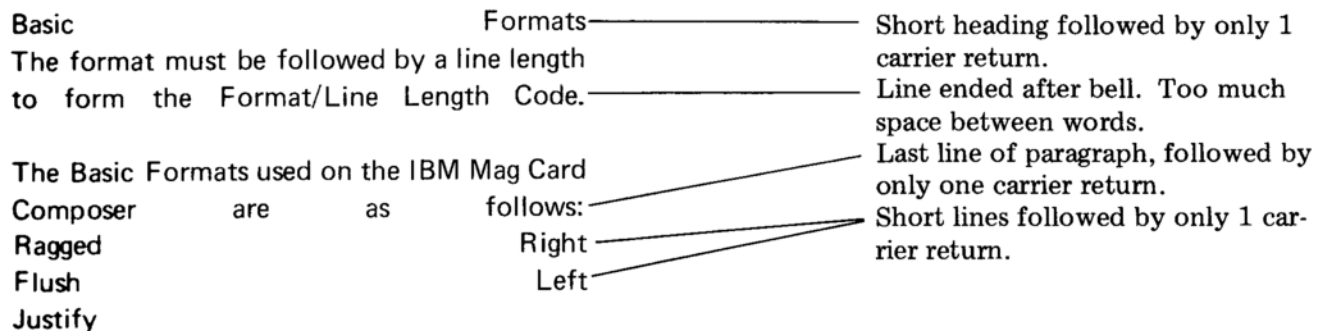 Basic Formats
The format must be followed by a line length
to form the Format/Line Length Code.
The Basic Formats used on the IBM Mag Card
Composer are as follows:
Ragged Right
Flush Left
Justify
Short heading followed by only 1
carrier return.
Line ended after bell. Too much
space between words.
Last line of paragraph, followed by
only one carrier return.
Short lines followed by only 1 car-
rier return.